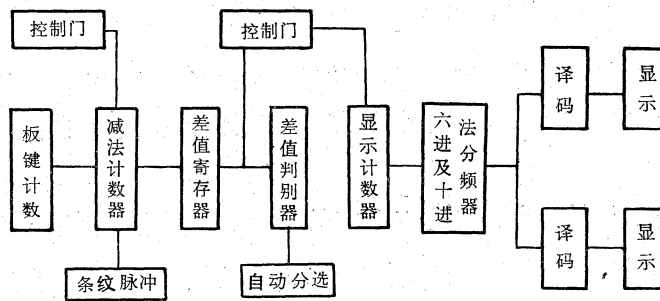 控制门
控制门
板键计数
减法计数器
差值寄存器
差值判别器
显示计数器
六进及十进
法分频器
译码
显示
译码
显示
条纹脉冲
自动分选